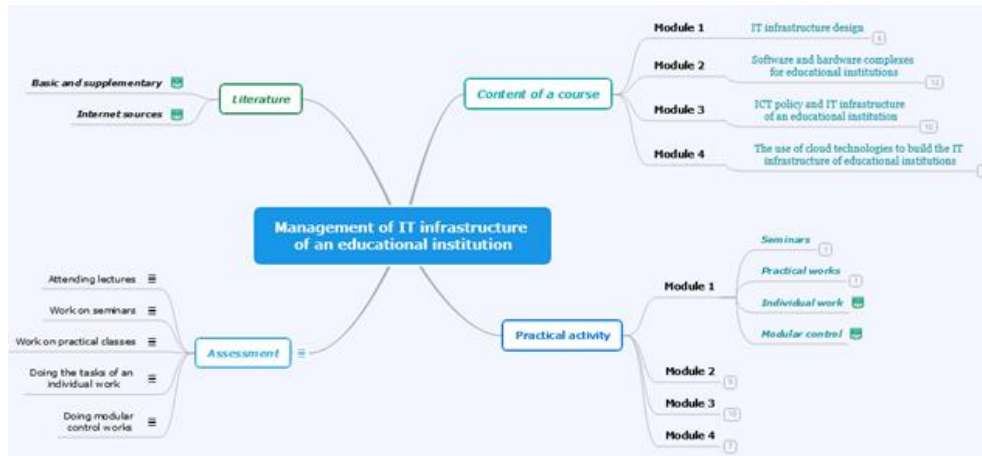 Basic and supplementary
Internet sources
Literature
Content of a course
Module 1
IT infrastructure design
Module 2
Software and hardware complexes
for educational institutions
12
Module 3
ICT policy and IT infrastructure
of an educational institution
10
Module 4
The use of cloud technologies to build the IT
infrastructure of educational institutions
Management of IT infrastructure
of an educational institution
Attending lectures
Work on seminars
Work on practical classes
Doing the tasks of an
individual work
Doing modular
control works
Assessment
Practical activity
Module 1
Seminars
Practical works
Individual work
Modular control
Module 2
Module 3
10
Module 4